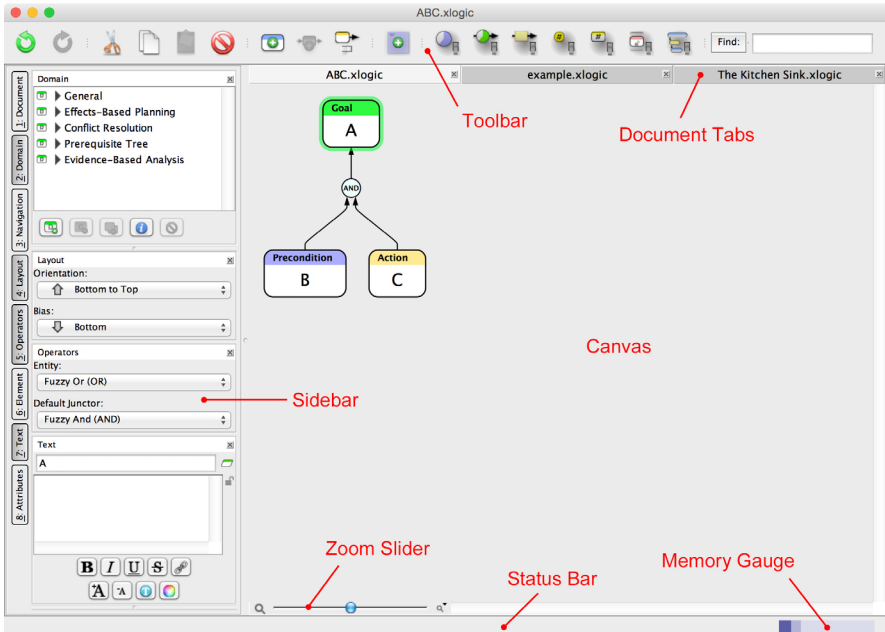 ABC.xlogic
Find:
ABC.xlogic
example.xlogic
The Kitchen Sink.xlogic
Toolbar
Document Tabs
1: Document
2: Domain
3: Navigation
4: Layout
5: Operators
6: Element
7: Text
8: Attributes
Domain
General
Effects-Based Planning
Conflict Resolution
Prerequisite Tree
Evidence-Based Analysis
Layout
Orientation:
Bottom to Top
Bias:
Bottom
Operators
Entity:
Fuzzy Or (OR)
Default Junctor:
Fuzzy And (AND)
Text
A
B I U S
A A
Goal
A
AND
Precondition
B
Action
C
Canvas
Sidebar
Zoom Slider
Status Bar
Memory Gauge